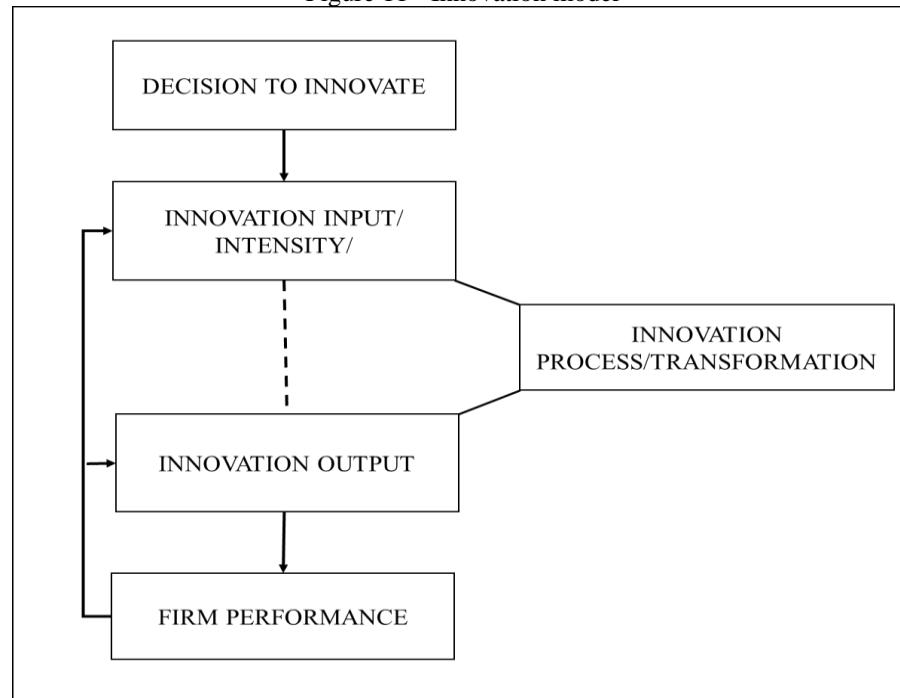 Figure 11 - Innovation model
DECISION TO INNOVATE
INNOVATION INPUT/
INTENSITY/
INNOVATION
PROCESS/TRANSFORMATION
INNOVATION OUTPUT
FIRM PERFORMANCE